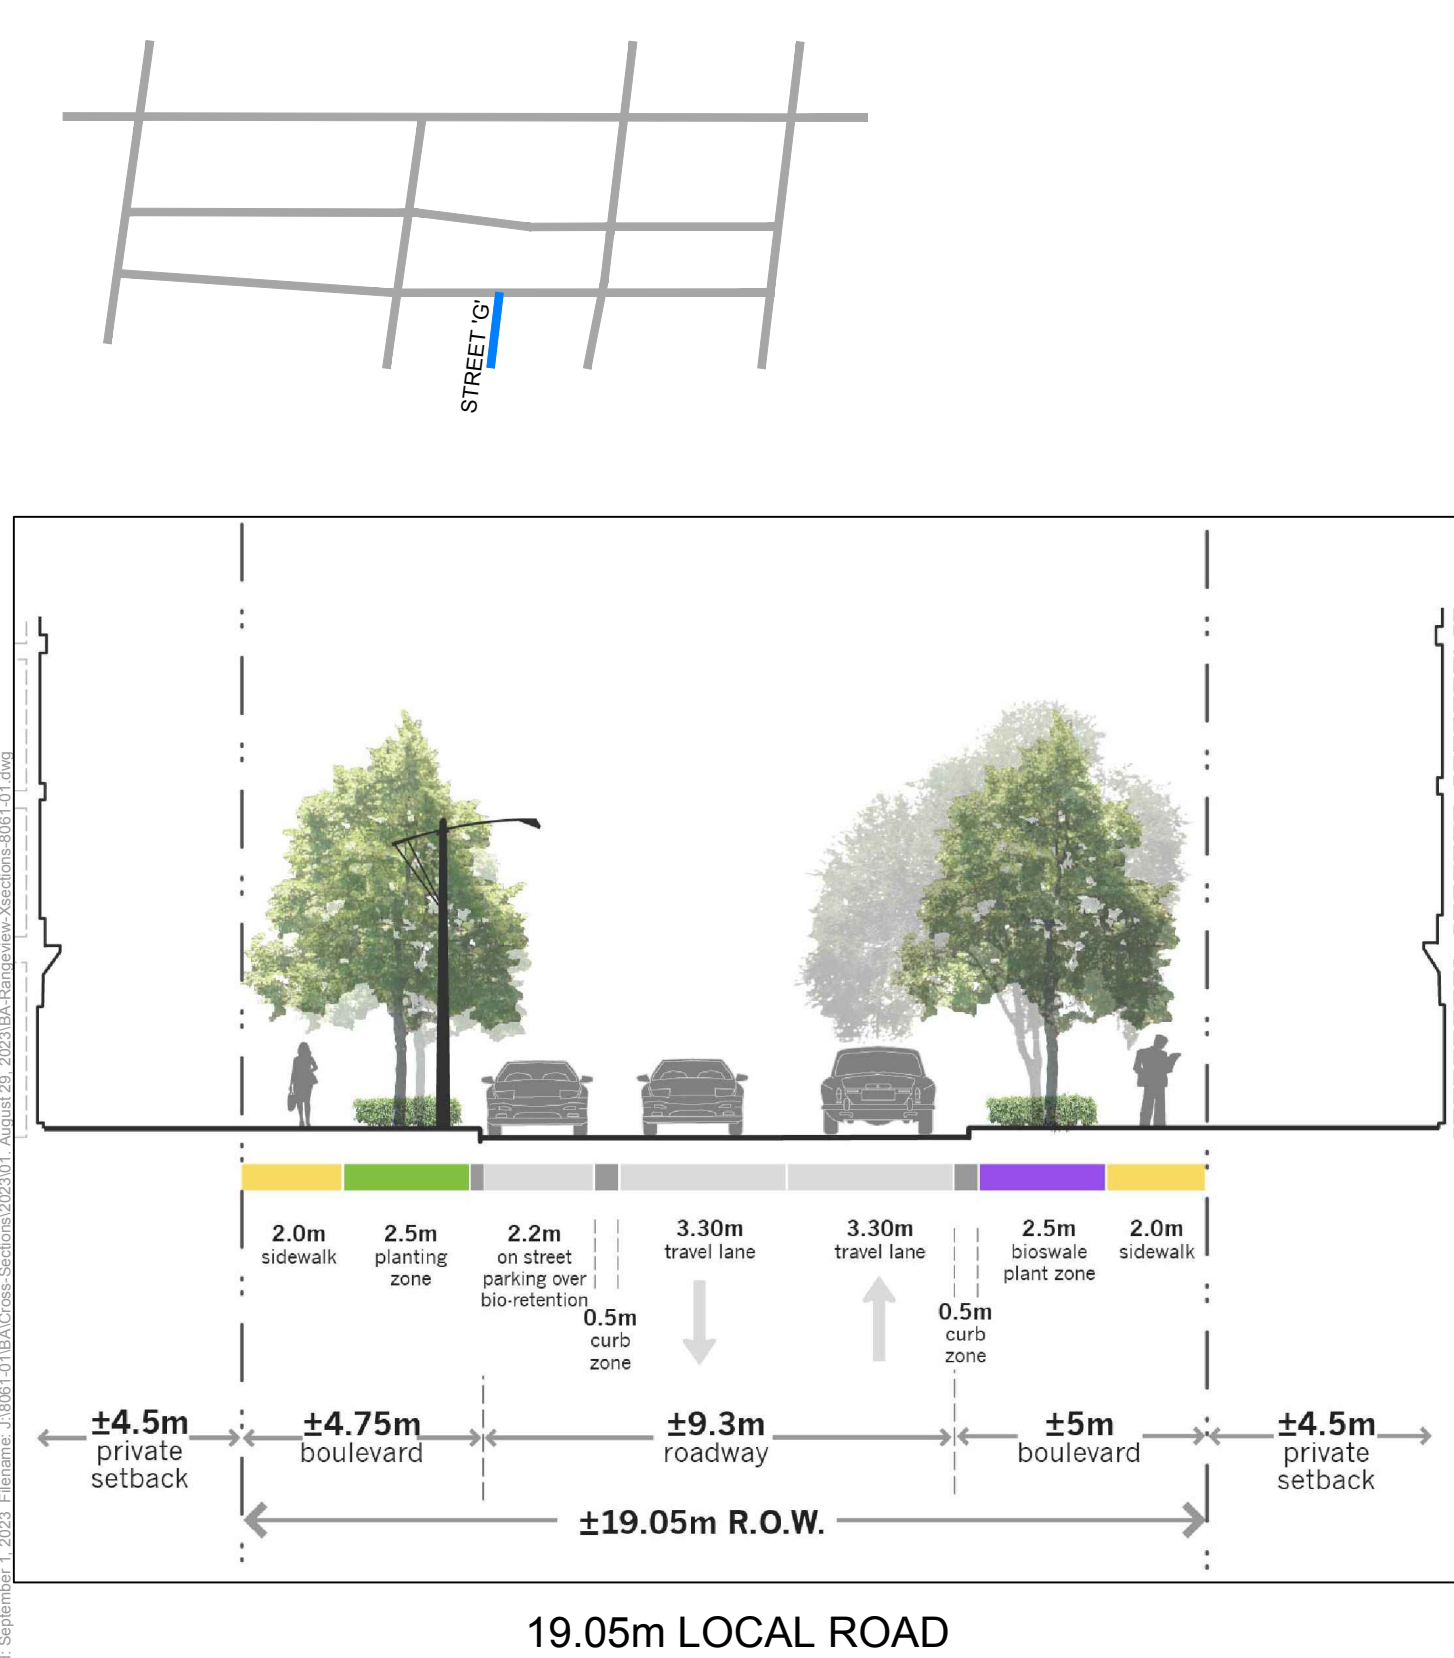 STREET 'G'
2.0m
sidewalk
2.5m
planting
zone
2.2m
on street
parking over
bio-retention
0.5m
curb
zone
3.30m
travel lane
3.30m
travel lane
0.5m
curb
zone
2.5m
bioswale
plant zone
2.0m
sidewalk
±4.5m
private
setback
±4.75m
boulevard
±9.3m
roadway
±5m
boulevard
±4.5m
private
setback
±19.05m R.O.W.
19.05m LOCAL ROAD
September 1, 2023 Filename: J:\8061-01\BA\Cross-Sections\2023\01. August 29, 2023\BA-Rangeview-Xsections-8061-01.dwg